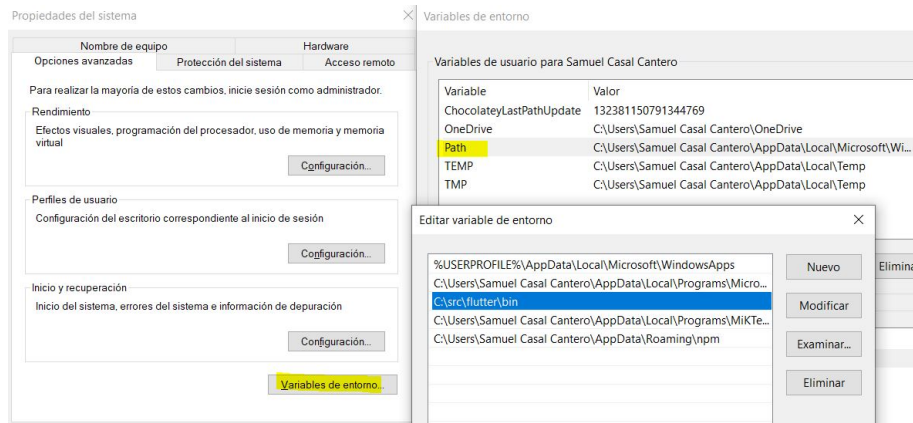 Propiedades del sistema
Nombre de equipo
Hardware
Opciones avanzadas
Protección del sistema
Acceso remoto
Para realizar la mayoría de estos cambios, inicie sesión como administrador.
Rendimiento
Efectos visuales, programación del procesador, uso de memoria y memoria
virtual
Configuración...
Perfiles de usuario
Configuración del escritorio correspondiente al inicio de sesión
Configuración...
Inicio y recuperación
Inicio del sistema, errores del sistema e información de depuración
Configuración...
Variables de entorno...
Variables de entorno
Variables de usuario para Samuel Casal Cantero
Variable Valor
ChocolateyLastPathUpdate 132381150791344769
OneDrive C:\Users\Samuel Casal Cantero\OneDrive
Path C:\Users\Samuel Casal Cantero\AppData\Local\Microsoft\Wi...
TEMP C:\Users\Samuel Casal Cantero\AppData\Local\Temp
TMP C:\Users\Samuel Casal Cantero\AppData\Local\Temp
Elimina
Editar variable de entorno
%USERPROFILE%\AppData\Local\Microsoft\WindowsApps
C:\Users\Samuel Casal Cantero\AppData\Local\Programs\Micro...
C:\src\flutter\bin
C:\Users\Samuel Casal Cantero\AppData\Local\Programs\MiKTe...
C:\Users\Samuel Casal Cantero\AppData\Roaming\npm
Nuevo
Modificar
Examinar...
Eliminar